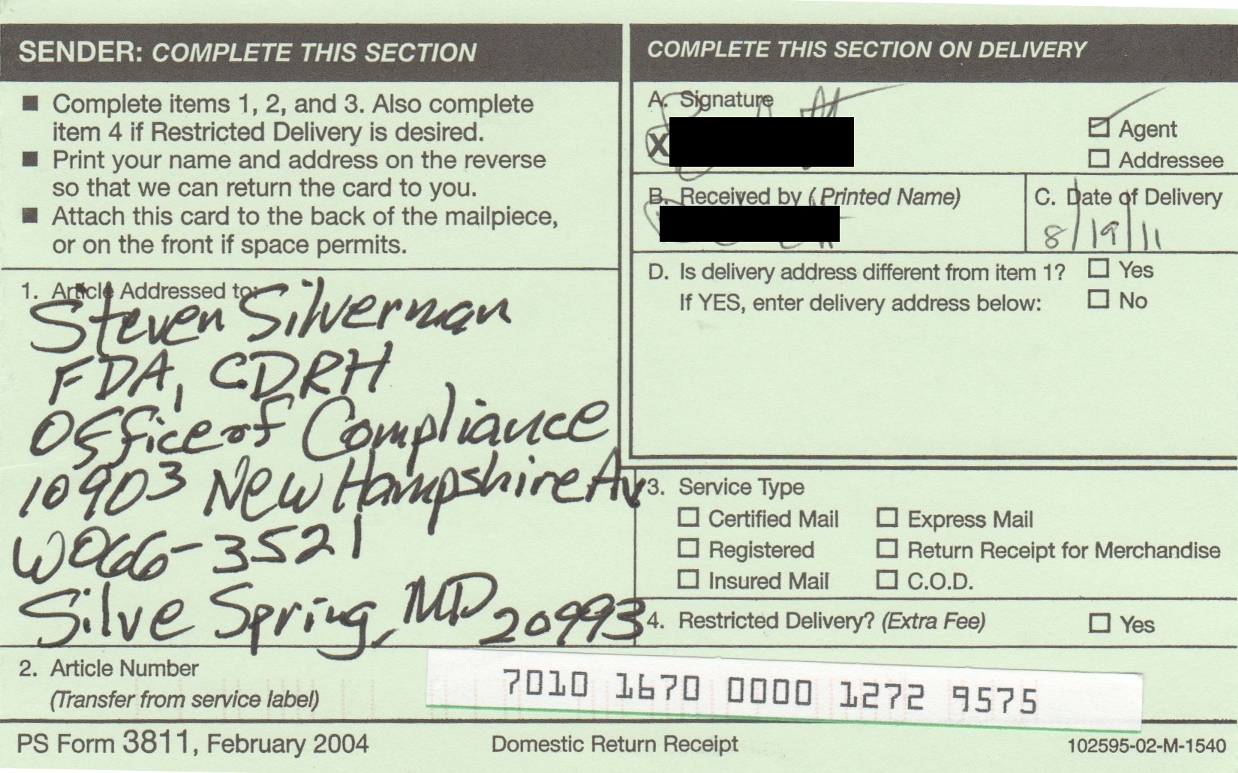 SENDER: COMPLETE THIS SECTION
■ Complete items 1, 2, and 3. Also complete
item 4 if Restricted Delivery is desired.
■ Print your name and address on the reverse
so that we can return the card to you.
■ Attach this card to the back of the mailpiece,
or on the front if space permits.
1. Article Addressed to:
Steven Silverman
FDA, CDRH
Office of Compliance
10903 New Hampshire Av
WO66-3521
Silve Spring, MD 20993
2. Article Number
(Transfer from service label)
7010 1670 0000 1272 9575
COMPLETE THIS SECTION ON DELIVERY
A. Signature
X
☑ Agent
☐ Addressee
B. Received by (Printed Name)
C. Date of Delivery
8/19/11
D. Is delivery address different from item 1? ☐ Yes
If YES, enter delivery address below: ☐ No
3. Service Type
☐ Certified Mail ☐ Express Mail
☐ Registered ☐ Return Receipt for Merchandise
☐ Insured Mail ☐ C.O.D.
4. Restricted Delivery? (Extra Fee) ☐ Yes
PS Form 3811, February 2004 Domestic Return Receipt 102595-02-M-1540